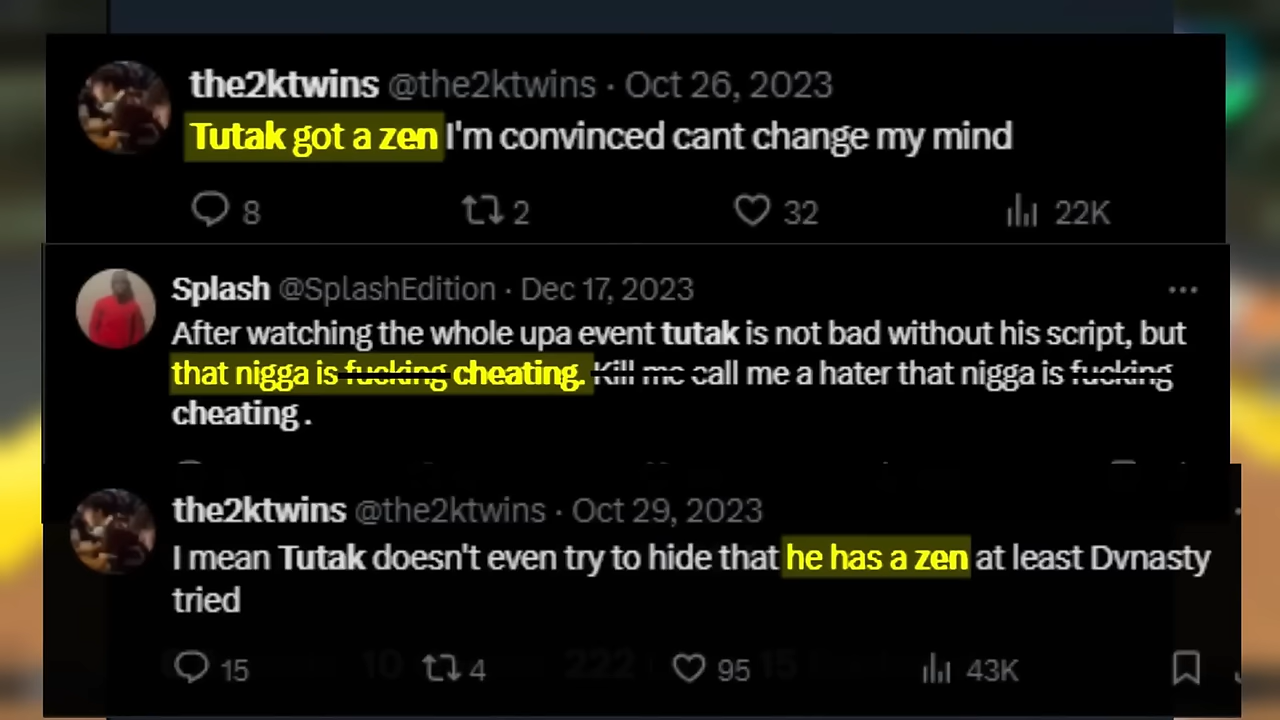 the2ktwins @the2ktwins · Oct 26, 2023
Tutak got a zen I'm convinced cant change my mind
8 2 32 22K
Splash @SplashEdition · Dec 17, 2023
After watching the whole upa event tutak is not bad without his script, but
that nigga is fucking cheating. Kill me call me a hater that nigga is fucking
cheating .
the2ktwins @the2ktwins · Oct 29, 2023
I mean Tutak doesn't even try to hide that he has a zen at least Dvnasty
tried
15 4 95 43K